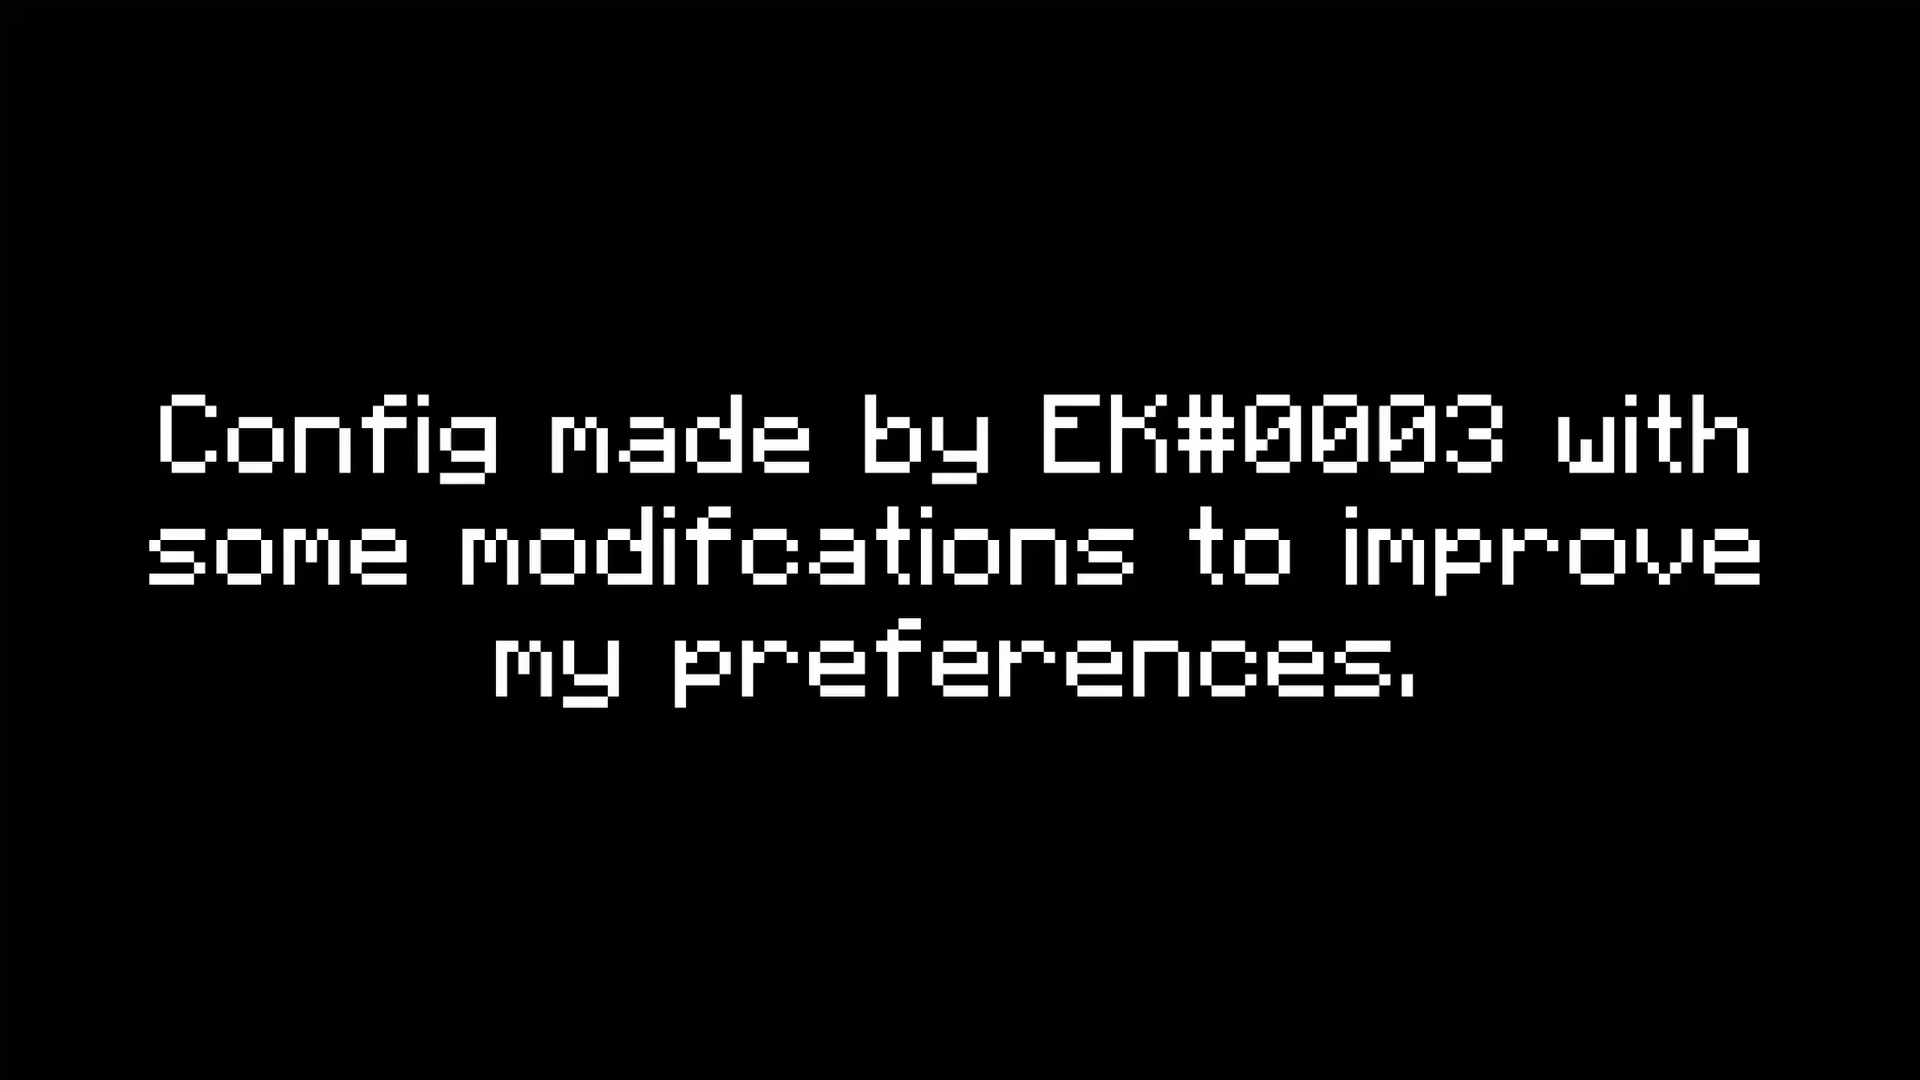 Config made by EK#0003 with
some modifcations to improve
my preferences.